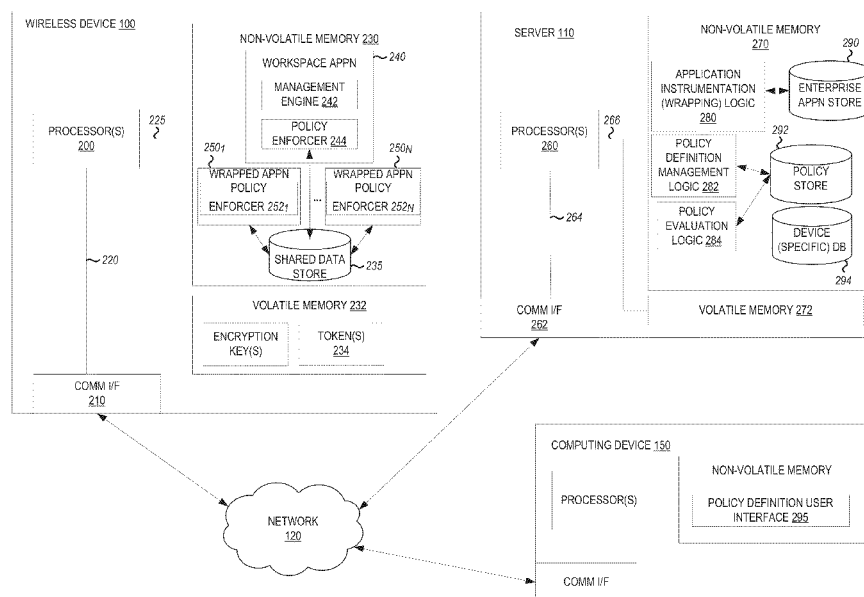 WIRELESS DEVICE 100
PROCESSOR(S)
200
225
220
COMM I/F
210
NON-VOLATILE MEMORY 230
240
WORKSPACE APPN
MANAGEMENT
ENGINE 242
POLICY
ENFORCER 244
250₁
WRAPPED APPN
POLICY
ENFORCER 252₁
...
250N
WRAPPED APPN
POLICY
ENFORCER 252N
SHARED DATA
STORE
235
VOLATILE MEMORY 232
ENCRYPTION
KEY(S)
TOKEN(S)
234
SERVER 110
PROCESSOR(S)
260
266
264
COMM I/F
262
NON-VOLATILE MEMORY
270
290
APPLICATION
INSTRUMENTATION
(WRAPPING) LOGIC
280
ENTERPRISE
APPN STORE
292
POLICY
DEFINITION
MANAGEMENT
LOGIC 282
POLICY
STORE
POLICY
EVALUATION
LOGIC 284
DEVICE
(SPECIFIC) DB
294
VOLATILE MEMORY 272
NETWORK
120
COMPUTING DEVICE 150
PROCESSOR(S)
NON-VOLATILE MEMORY
POLICY DEFINITION USER
INTERFACE 295
COMM I/F